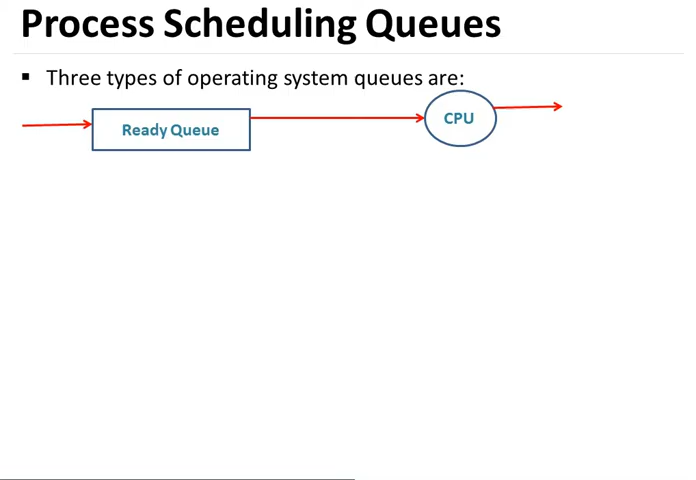 Process Scheduling Queues
▪ Three types of operating system queues are:
Ready Queue
CPU